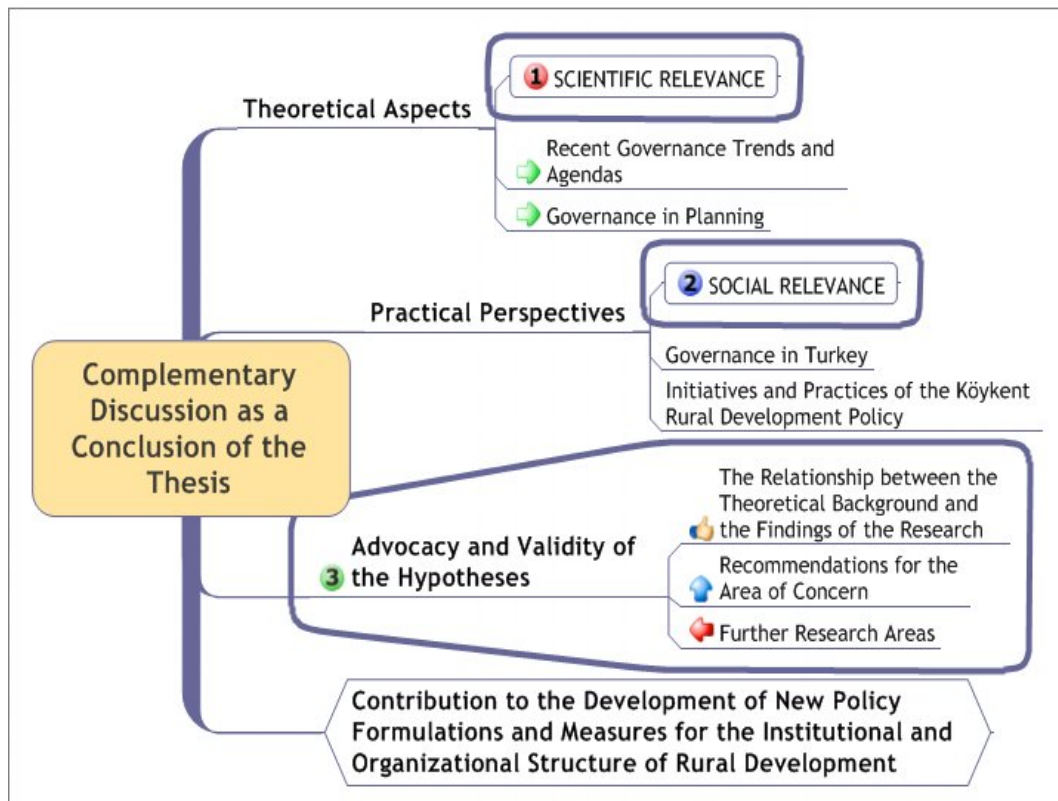 1 SCIENTIFIC RELEVANCE
Theoretical Aspects
Recent Governance Trends and
Agendas
Governance in Planning
2 SOCIAL RELEVANCE
Practical Perspectives
Governance in Turkey
Initiatives and Practices of the Köykent
Rural Development Policy
Complementary
Discussion as a
Conclusion of the
Thesis
The Relationship between the
Theoretical Background and
the Findings of the Research
3 Advocacy and Validity of
the Hypotheses
Recommendations for the
Area of Concern
Further Research Areas
Contribution to the Development of New Policy
Formulations and Measures for the Institutional and
Organizational Structure of Rural Development